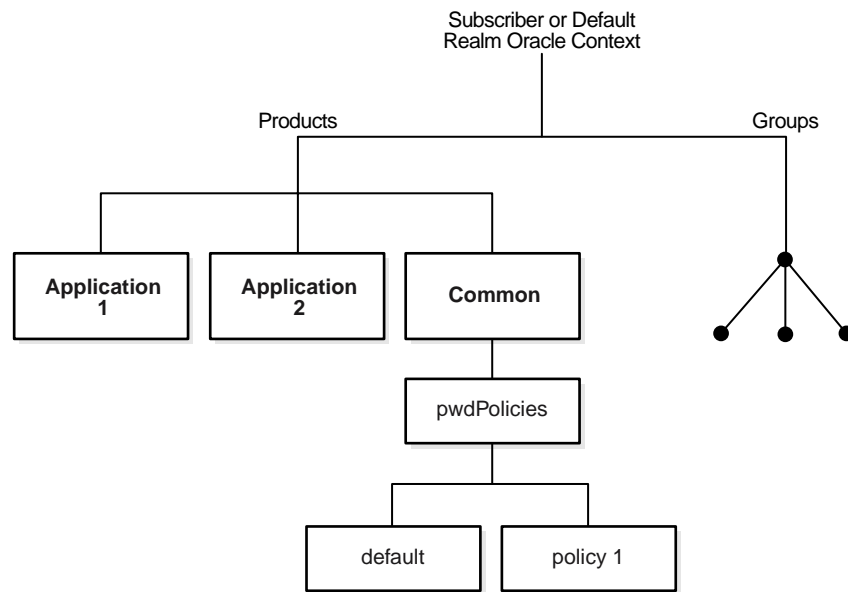 Subscriber or Default
Realm Oracle Context
Products
Groups
Application
1
Application
2
Common
pwdPolicies
default
policy 1